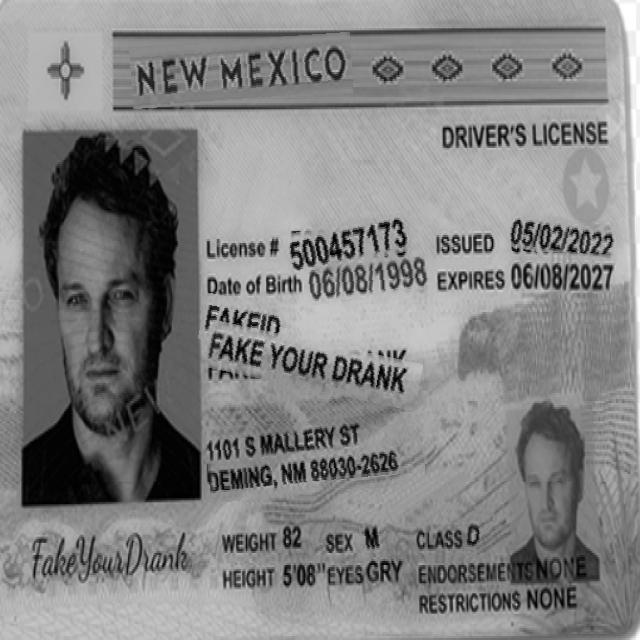 NEW MEXICO
DRIVER'S LICENSE
License # 500457173 ISSUED 05/02/2022
Date of Birth 06/08/1998 EXPIRES 06/08/2027
FAKEID
FAKE YOUR DRANK
1101 S MALLERY ST
DEMING, NM 88030-2626
FakeYourDrank
WEIGHT 82 SEX M CLASS D
HEIGHT 5'08" EYES GRY ENDORSEMENTS NONE
RESTRICTIONS NONE